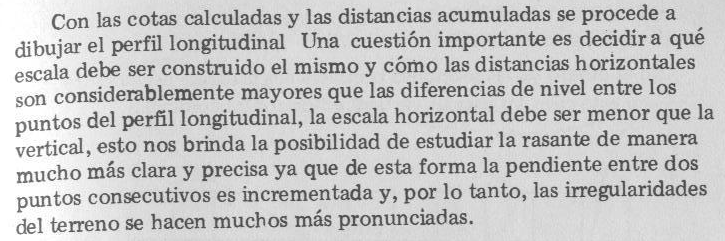 Con las cotas calculadas y las distancias acumuladas se procede a
dibujar el perfil longitudinal Una cuestión importante es decidir a qué
escala debe ser construido el mismo y cómo las distancias horizontales
son considerablemente mayores que las diferencias de nivel entre los
puntos del perfil longitudinal, la escala horizontal debe ser menor que la
vertical, esto nos brinda la posibilidad de estudiar la rasante de manera
mucho más clara y precisa ya que de esta forma la pendiente entre dos
puntos consecutivos es incrementada y, por lo tanto, las irregularidades
del terreno se hacen muchos más pronunciadas.